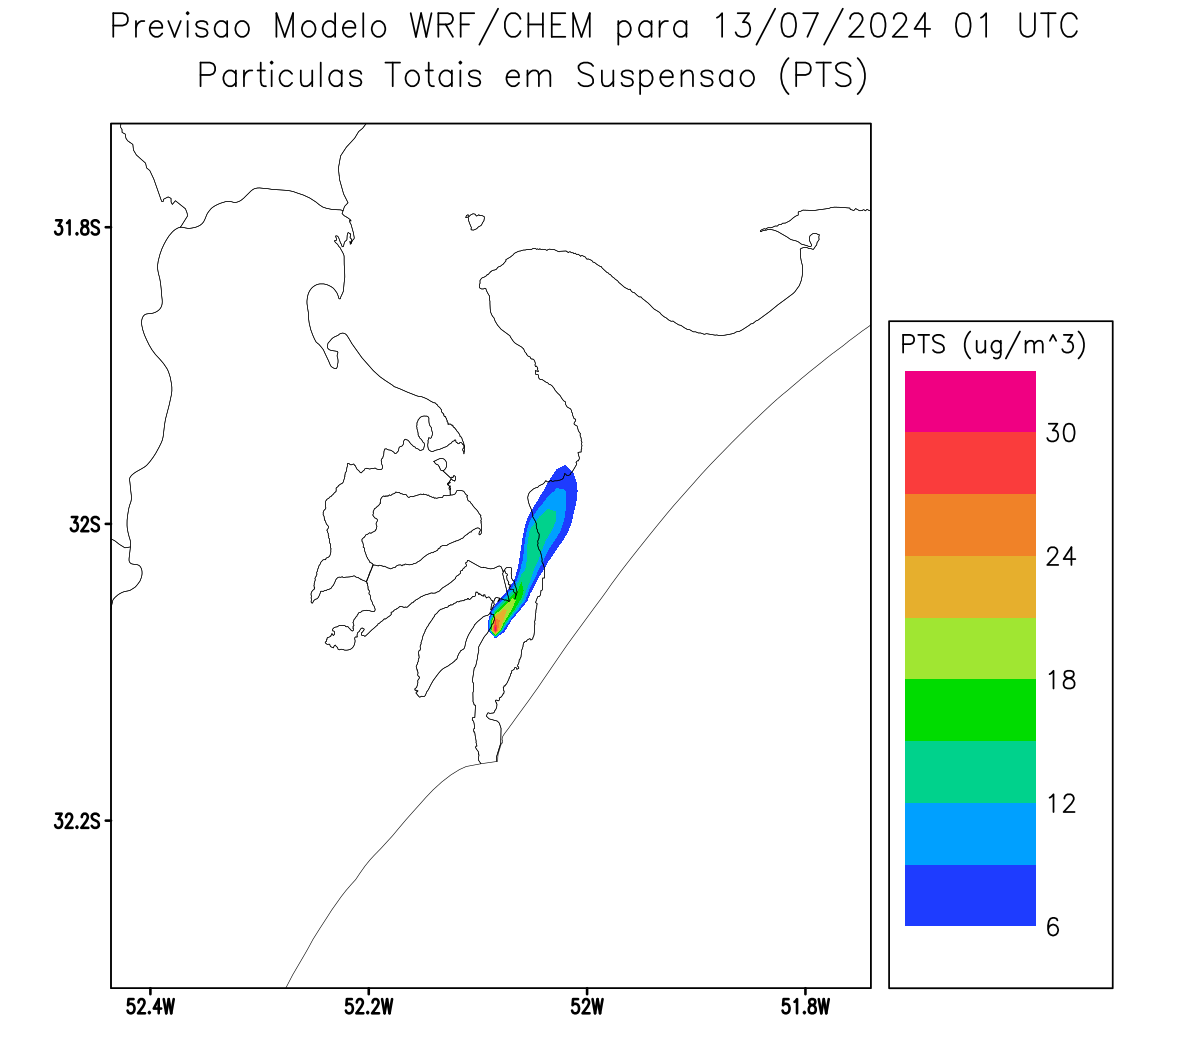 Previsao Modelo WRF/CHEM para 13/07/2024 01 UTC
Particulas Totais em Suspensao (PTS)
31.8S
32S
32.2S
52.4W
52.2W
52W
51.8W
PTS (ug/m^3)
30
24
18
12
6